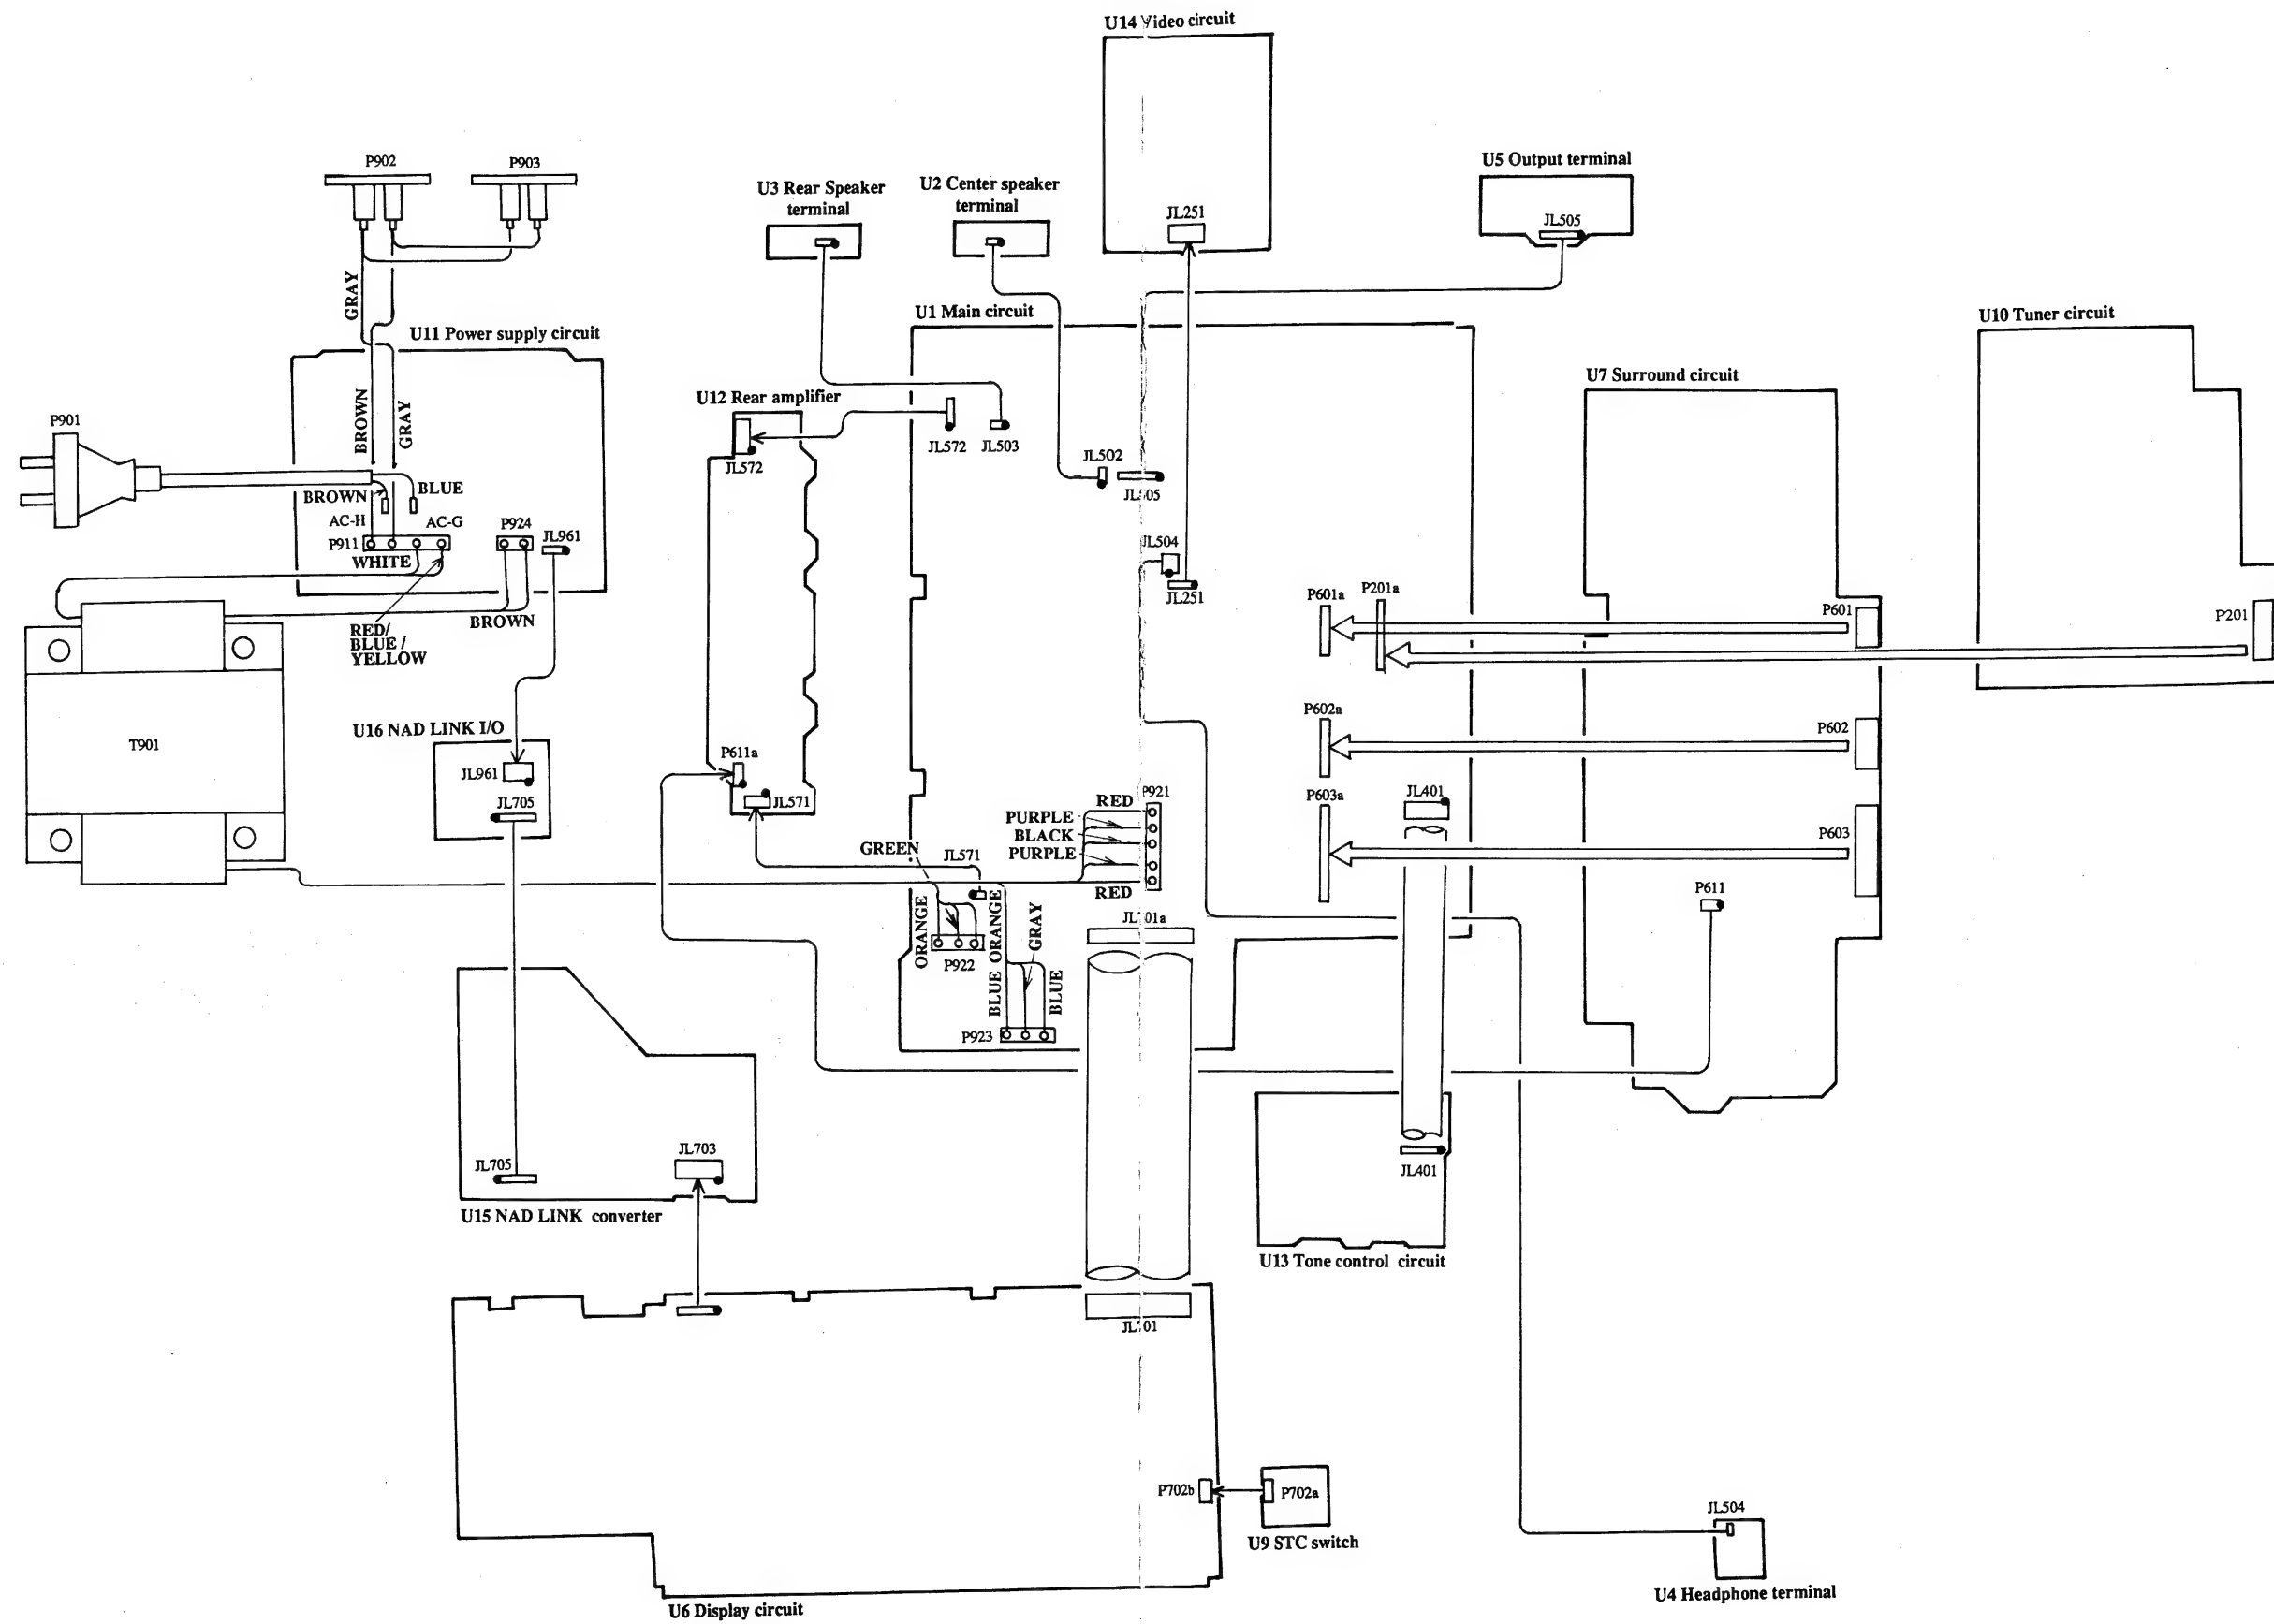 U14 Video circuit
P902
P903
U3 Rear Speaker
terminal
U2 Center speaker
terminal
JL251
U5 Output terminal
JL505
GRAY
U11 Power supply circuit
U1 Main circuit
U10 Tuner circuit
U7 Surround circuit
P901
BROWN
GRAY
U12 Rear amplifier
JL572
JL572
JL503
JL502
BROWN
BLUE
AC-H
AC-G
P911
WHITE
P924
JL961
JL504
JL251
P601a
P201a
P601
P201
RED/
BLUE /
YELLOW
BROWN
T901
U16 NAD LINK I/O
JL961
JL705
P611a
JL571
P602a
P602
P921
RED
PURPLE
BLACK
PURPLE
RED
P603a
JL401
P603
GREEN
JL571
P611
ORANGE
P922
ORANGE
BLUE
GRAY
BLUE
P923
JL705
JL703
U15 NAD LINK converter
JL401
U13 Tone control circuit
P702b
P702a
U9 STC switch
JL504
U4 Headphone terminal
U6 Display circuit